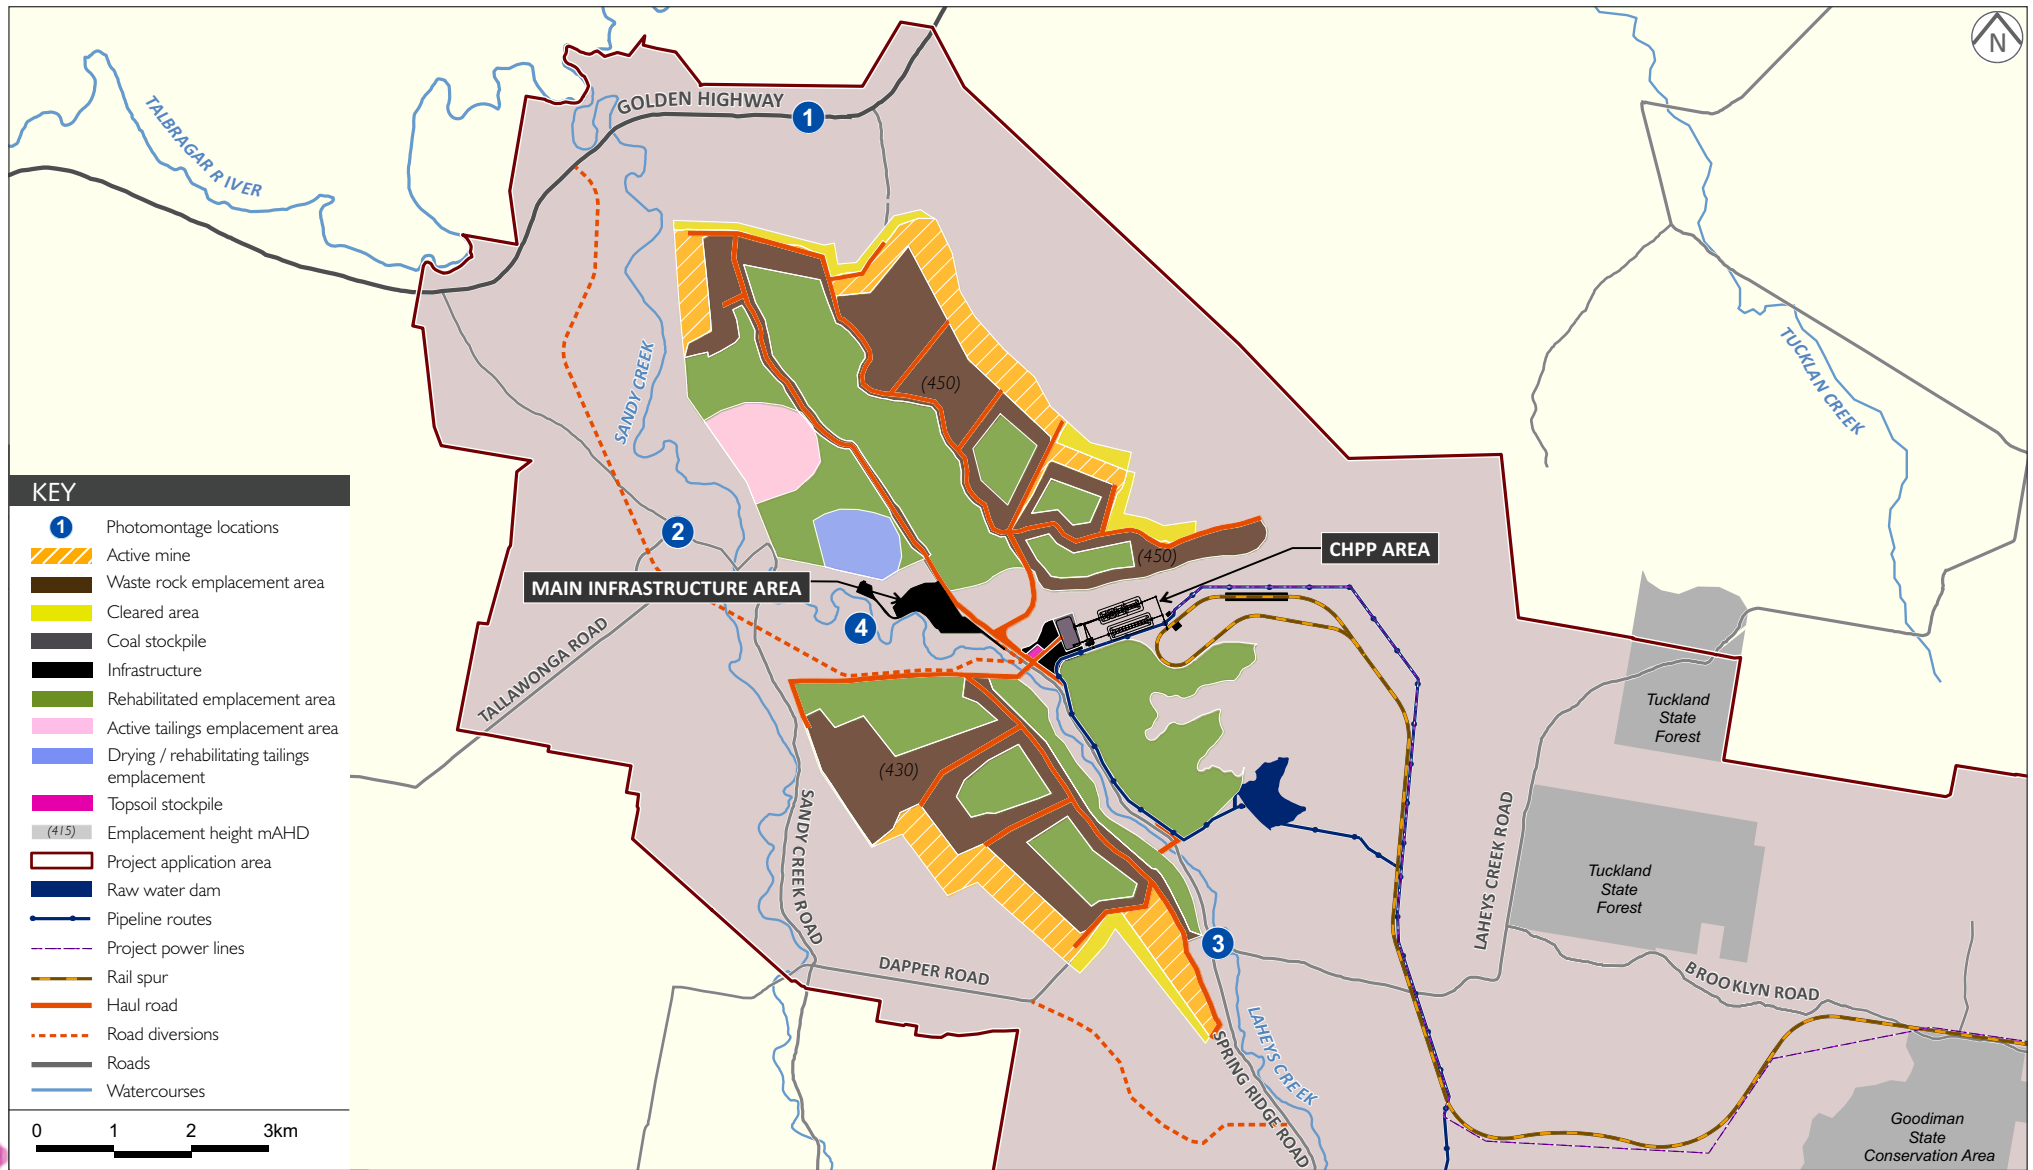 N
GOLDEN HIGHWAY
1
TALBRAGAR RIVER
SANDY CREEK
TUCKLAN CREEK
(450)
2
(450)
CHPP AREA
MAIN INFRASTRUCTURE AREA
4
TALLAWONGA ROAD
Tuckland
State
Forest
(430)
SANDY CREEK ROAD
LAHEYS CREEK ROAD
Tuckland
State
Forest
3
DAPPER ROAD
BROOKLYN ROAD
LAHEYS CREEK
SPRING RIDGE ROAD
Goodiman
State
Conservation Area
KEY
1 Photomontage locations
Active mine
Waste rock emplacement area
Cleared area
Coal stockpile
Infrastructure
Rehabilitated emplacement area
Active tailings emplacement area
Drying / rehabilitating tailings
emplacement
Topsoil stockpile
(415) Emplacement height mAHD
Project application area
Raw water dam
Pipeline routes
Project power lines
Rail spur
Haul road
Road diversions
Roads
Watercourses
0 1 2 3km